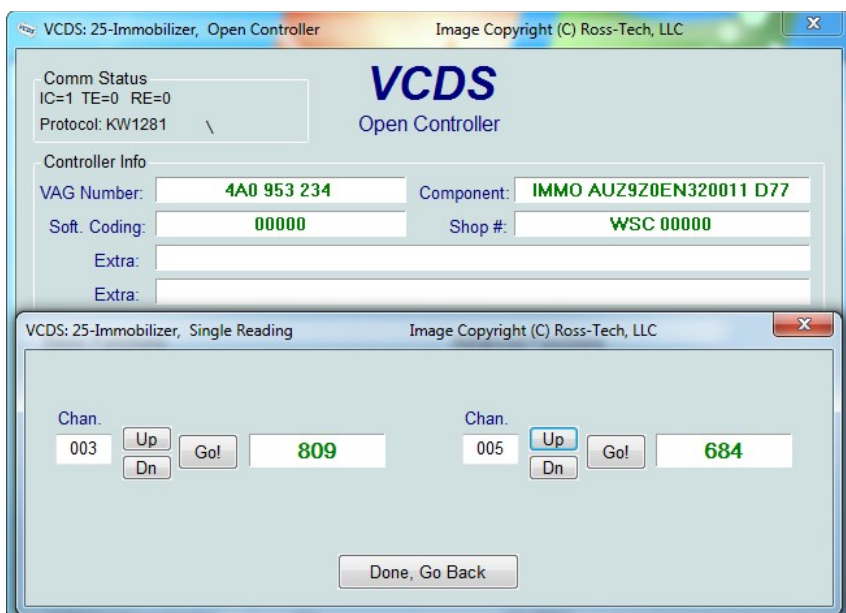 VCDS: 25-Immobilizer, Open Controller Image Copyright (C) Ross-Tech, LLC
Comm Status
IC=1 TE=0 RE=0
Protocol: KW1281 \
VCDS
Open Controller
Controller Info
VAG Number: 4A0 953 234 Component: IMMO AUZ9Z0EN320011 D77
Soft. Coding: 00000 Shop #: WSC 00000
Extra:
Extra:
VCDS: 25-Immobilizer, Single Reading Image Copyright (C) Ross-Tech, LLC
Chan. Chan.
003 Up Dn Go! 809 005 Up Dn Go! 684
Done, Go Back